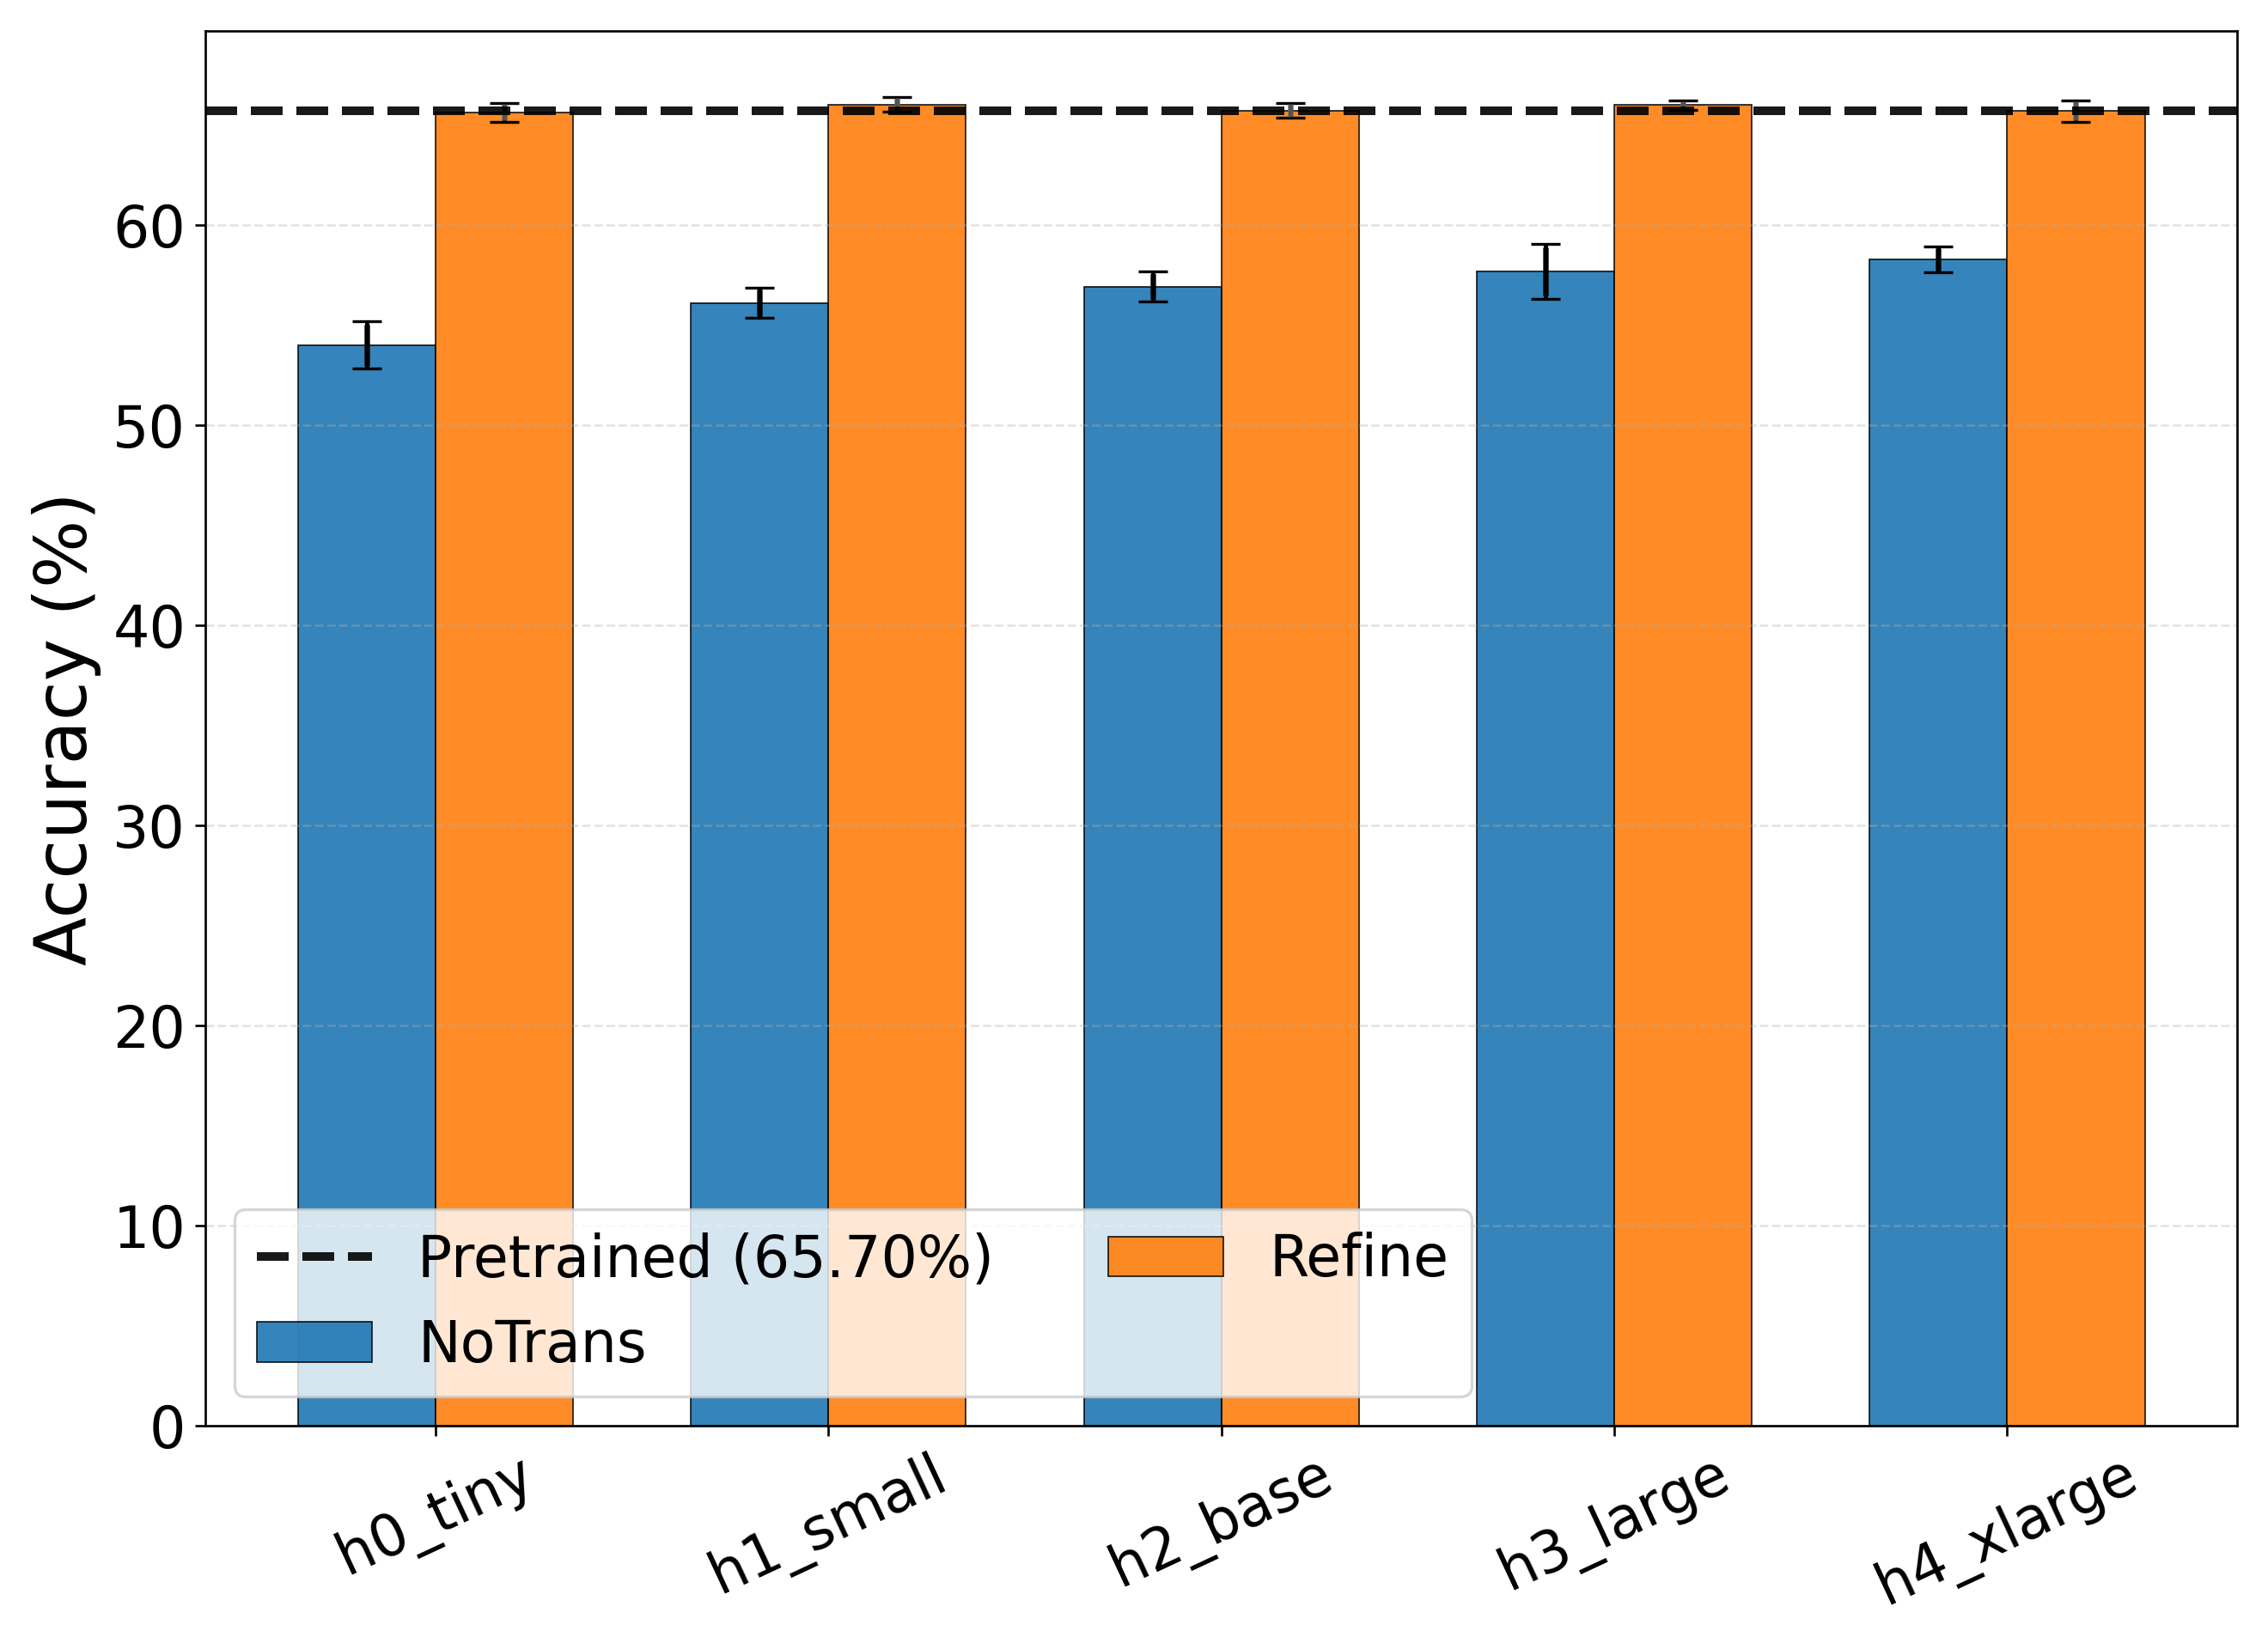 Accuracy (%)
60
50
40
30
20
10
0
Pretrained (65.70%)
NoTrans
Refine
h0_tiny
h1_small
h2_base
h3_large
h4_xlarge